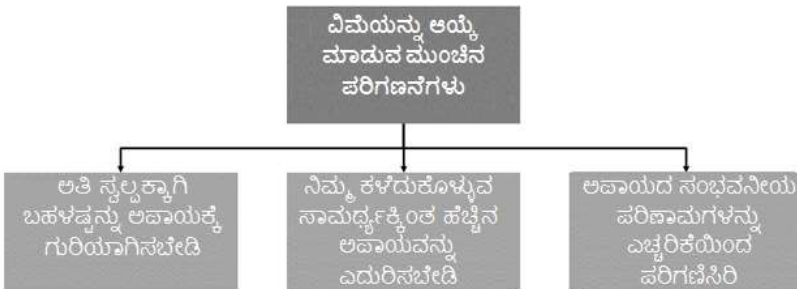 ವಿಮೆಯನ್ನು ಆಯ್ಕೆ
ಮಾಡುವ ಮುಂಚಿನ
ಪರಿಗಣನೆಗಳು
ಅತಿ ಸ್ವಲ್ಪಕ್ಕಾಗಿ
ಬಹಳಷ್ಟನ್ನು ಅಪಾಯಕ್ಕೆ
ಗುರಿಯಾಗಿಸಬೇಡಿ
ನಿಮ್ಮ ಕಳೆದುಕೊಳ್ಳುವ
ಸಾಮರ್ಥ್ಯಕ್ಕಿಂತ ಹೆಚ್ಚಿನ
ಅಪಾಯವನ್ನು
ಎದುರಿಸಬೇಡಿ
ಅಪಾಯದ ಸಂಭವನೀಯ
ಪರಿಣಾಮಗಳನ್ನು
ಎಚ್ಚರಿಕೆಯಿಂದ
ಪರಿಗಣಿಸಿರಿ